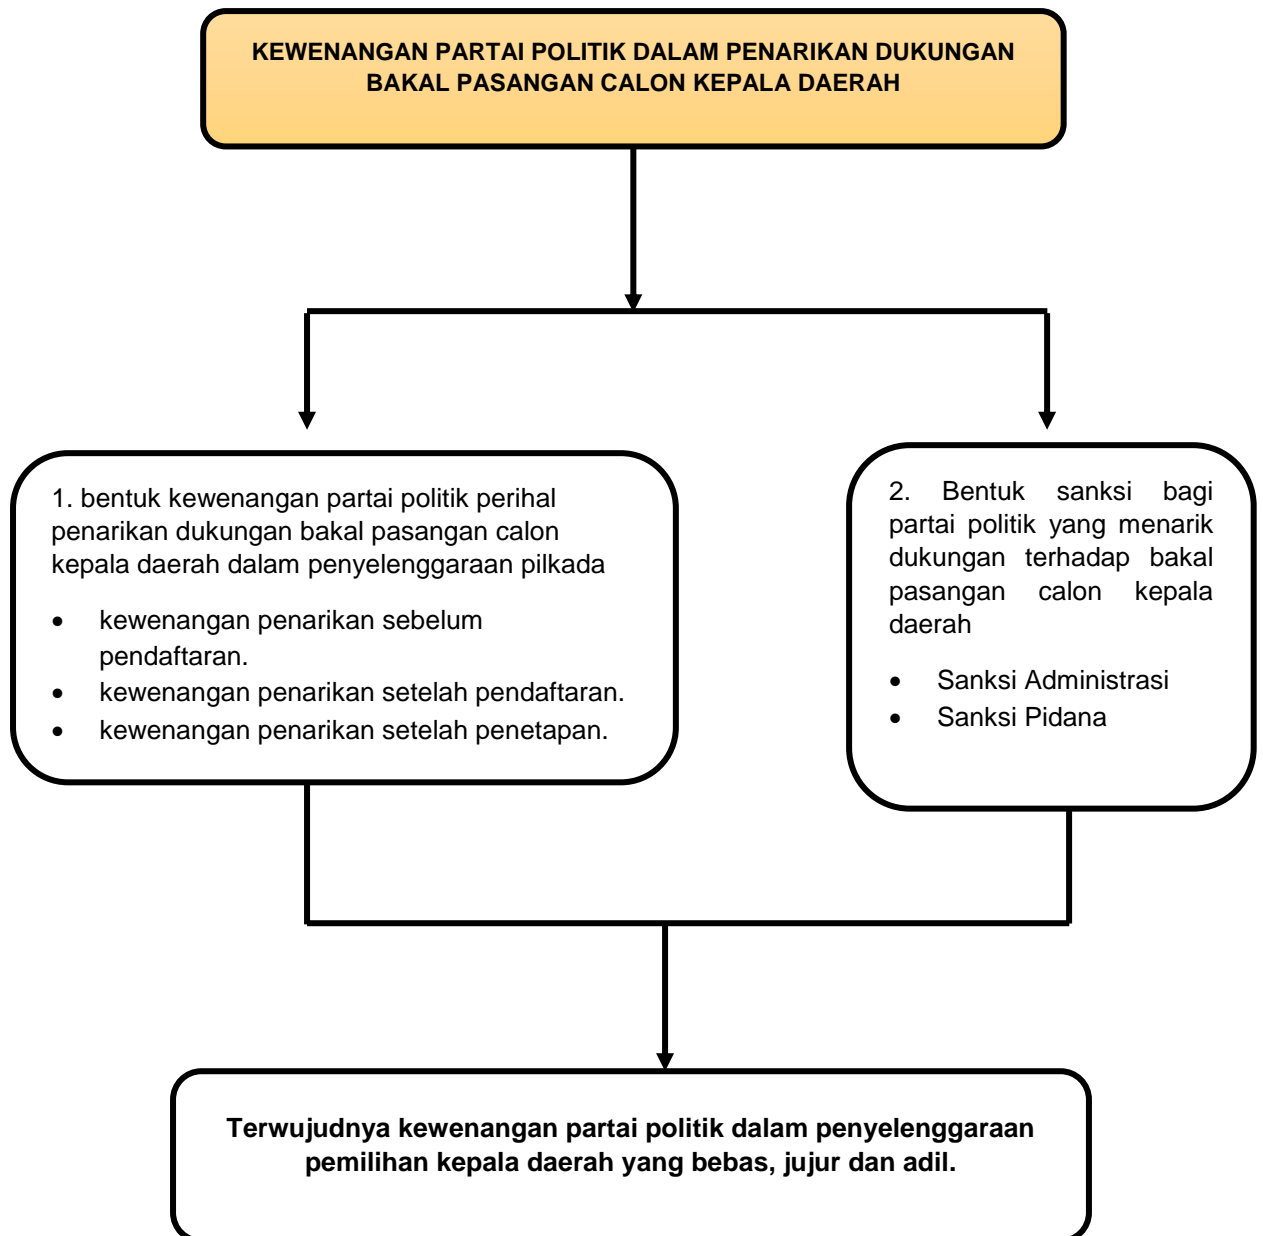 KEWENANGAN PARTAI POLITIK DALAM PENARIKAN DUKUNGAN
BAKAL PASANGAN CALON KEPALA DAERAH
1. bentuk kewenangan partai politik perihal
penarikan dukungan bakal pasangan calon
kepala daerah dalam penyelenggaraan pilkada
• kewenangan penarikan sebelum
pendaftaran.
• kewenangan penarikan setelah pendaftaran.
• kewenangan penarikan setelah penetapan.
2. Bentuk sanksi bagi
partai politik yang menarik
dukungan terhadap bakal
pasangan calon kepala
daerah
• Sanksi Administrasi
• Sanksi Pidana
Terwujudnya kewenangan partai politik dalam penyelenggaraan
pemilihan kepala daerah yang bebas, jujur dan adil.